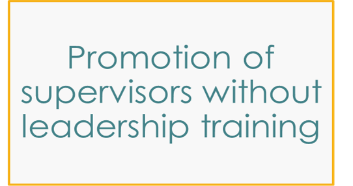 Promotion of
supervisors without
leadership training